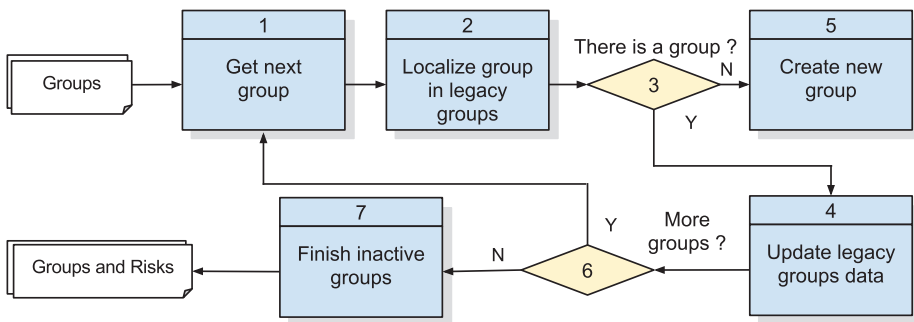 1
2
5
There is a group ?
Groups
Get next
group
Localize group
in legacy
groups
3
N
Create new
group
Y
7
4
Y
More
groups ?
Groups and Risks
Finish inactive
groups
N
6
Update legacy
groups data